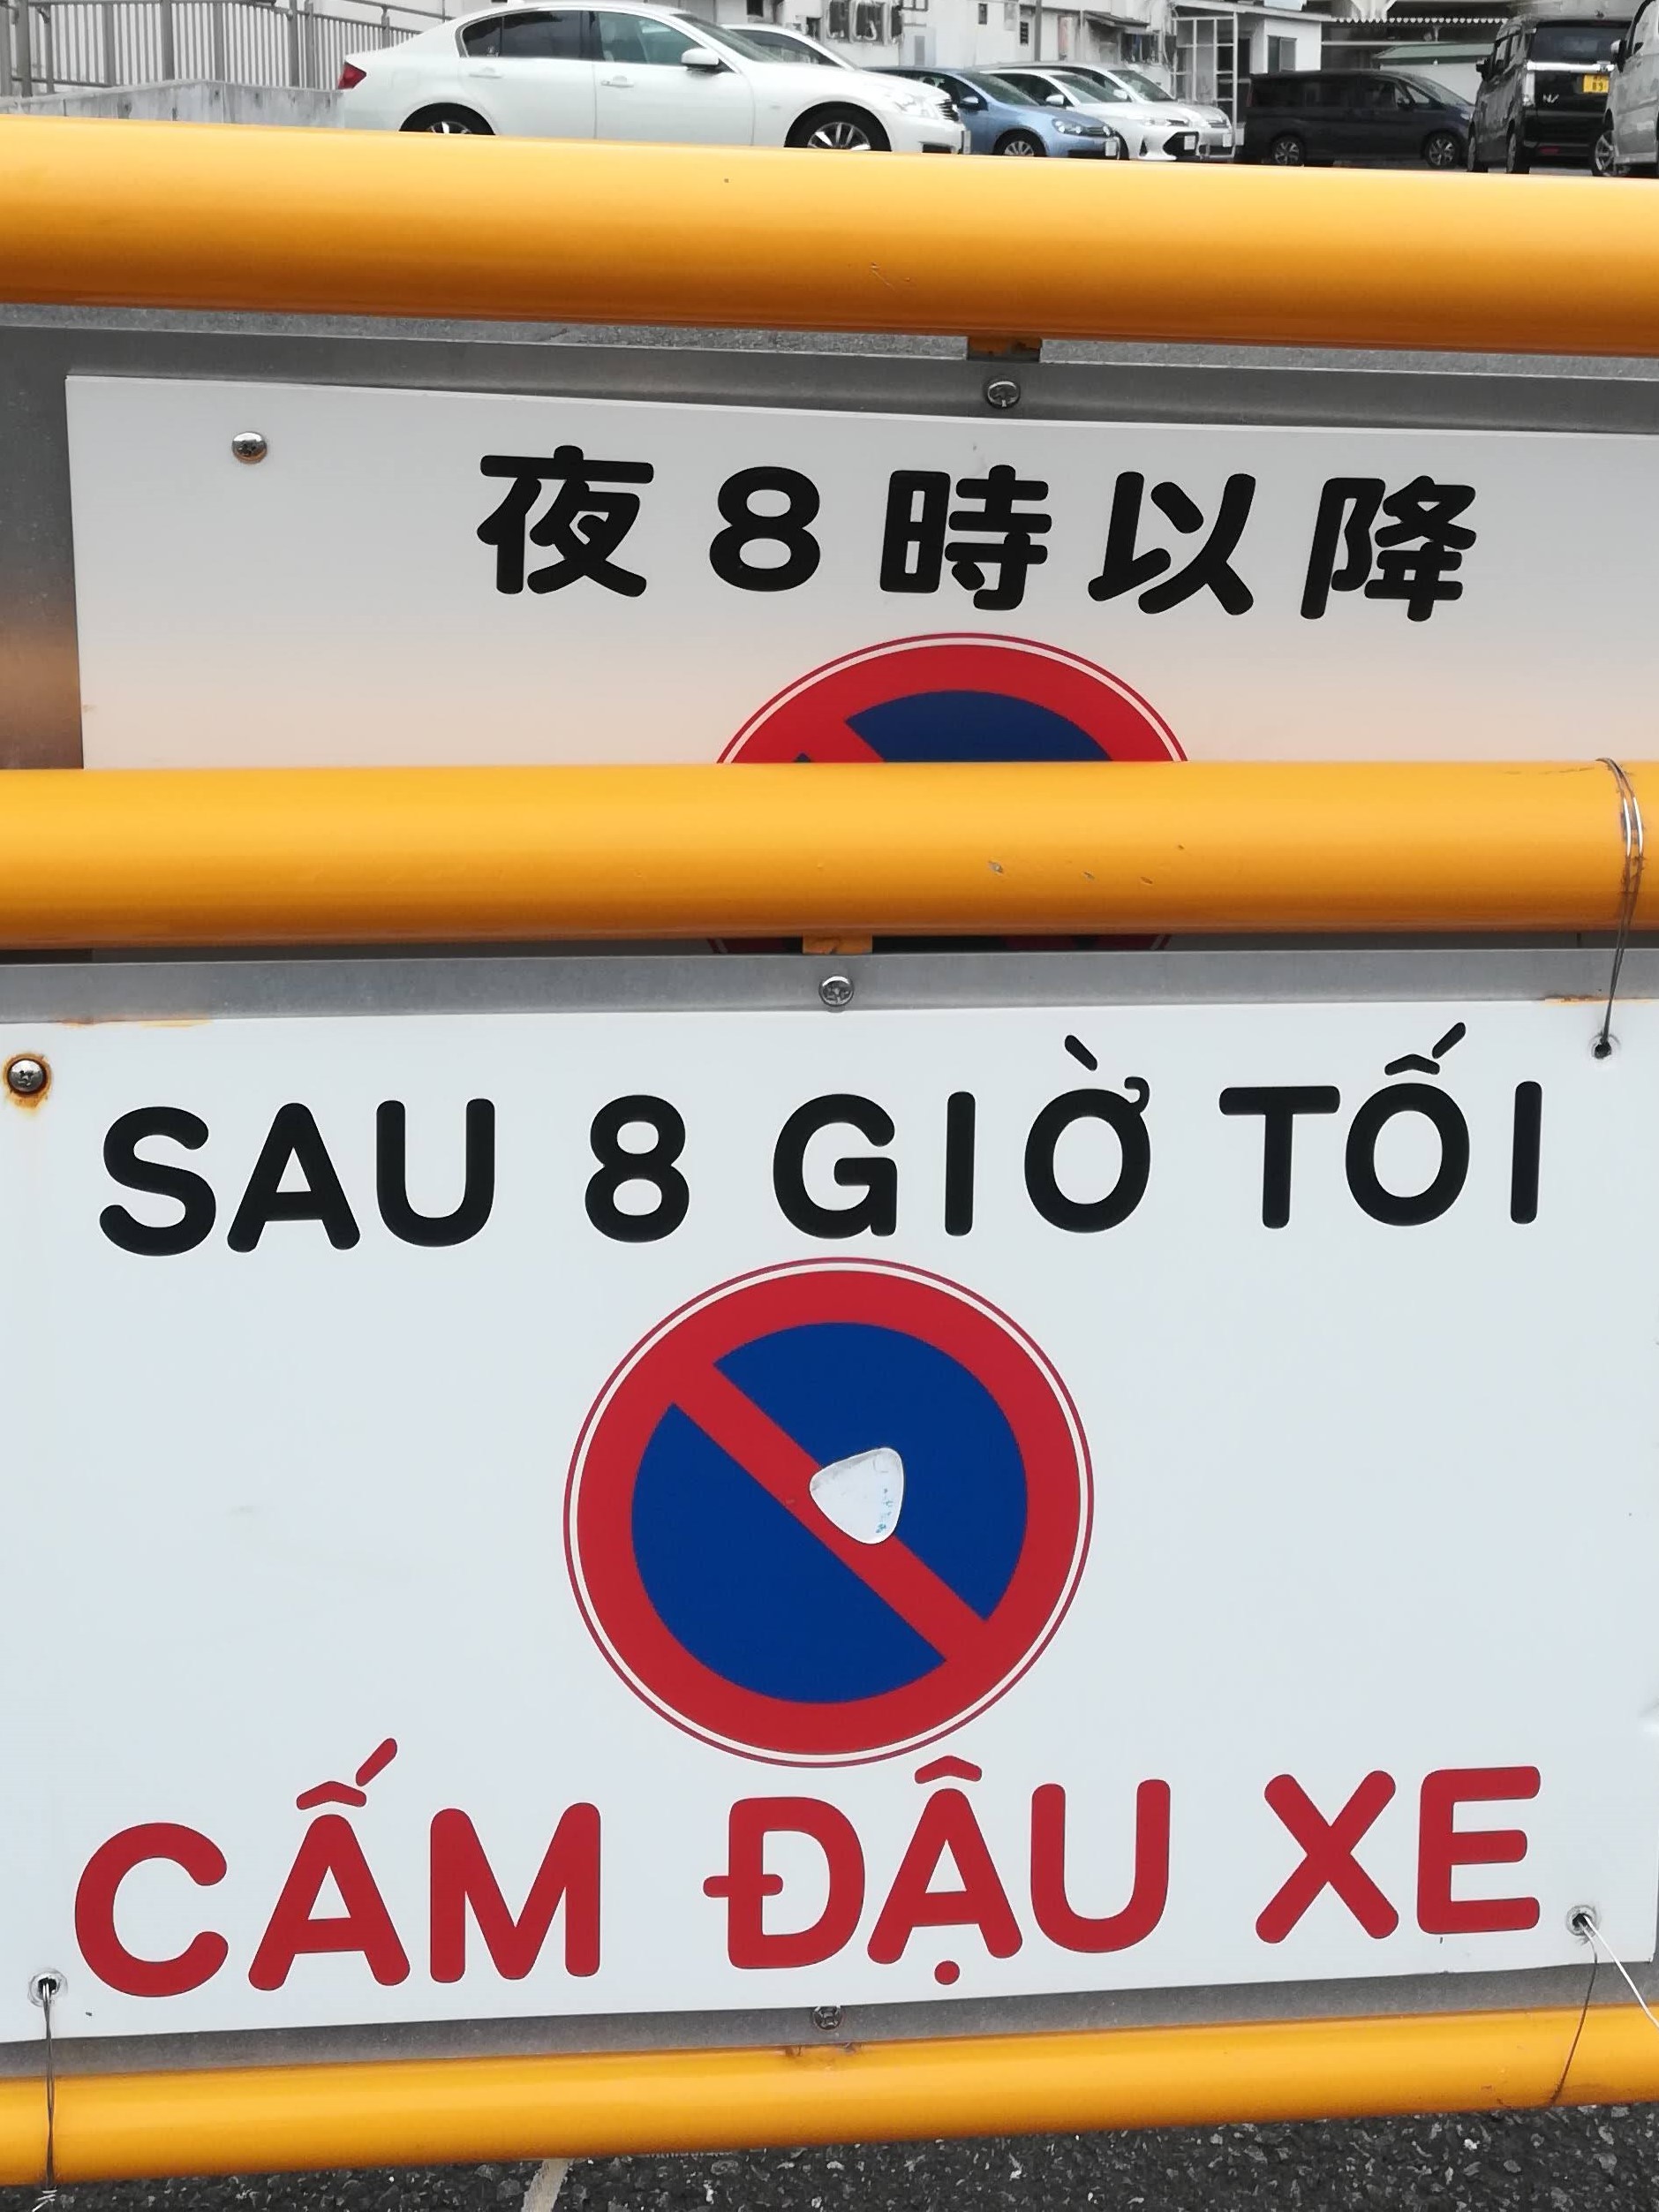 夜8時以降
SAU 8 GIỜ TỐI
CẤM ĐẬU XE